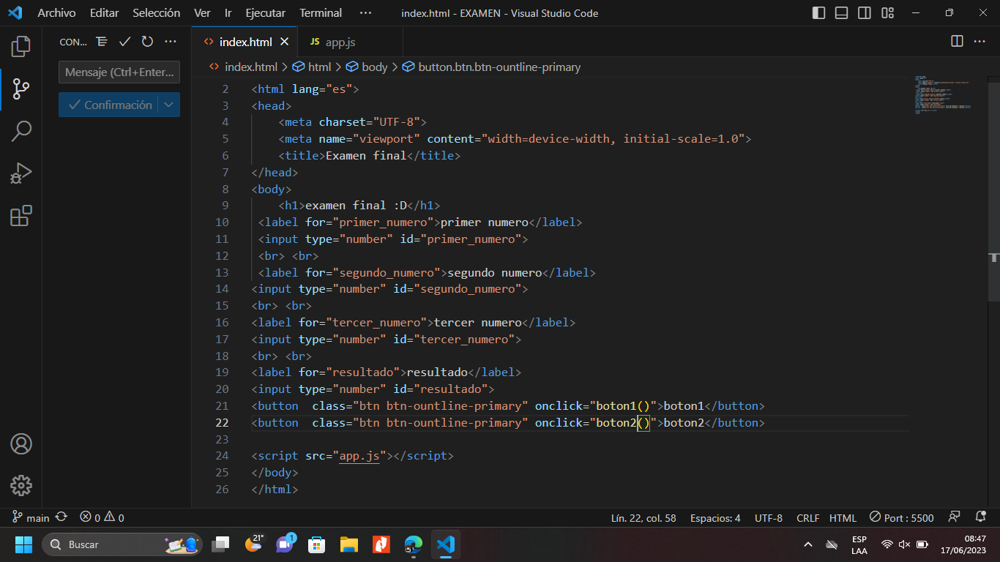 Archivo Editar Selección Ver Ir Ejecutar Terminal ··· index.html - EXAMEN - Visual Studio Code
CON...
index.html
JS app.js
index.html > html > body > button.btn.btn-ountline-primary
Mensaje (Ctrl+Enter...
Confirmación
2 <html lang="es">
3 <head>
4 <meta charset="UTF-8">
5 <meta name="viewport" content="width=device-width, initial-scale=1.0">
6 <title>Examen final</title>
7 </head>
8 <body>
9 <h1>examen final :D</h1>
10 <label for="primer_numero">primer numero</label>
11 <input type="number" id="primer_numero">
12 <br> <br>
13 <label for="segundo_numero">segundo numero</label>
14 <input type="number" id="segundo_numero">
15 <br> <br>
16 <label for="tercer_numero">tercer numero</label>
17 <input type="number" id="tercer_numero">
18 <br> <br>
19 <label for="resultado">resultado</label>
20 <input type="number" id="resultado">
21 <button  class="btn btn-ountline-primary" onclick="boton1()">boton1</button>
22 <button  class="btn btn-ountline-primary" onclick="boton2()">boton2</button>
23
24 <script src="app.js"></script>
25 </body>
26 </html>
main 0 0 Lín. 22, col. 58 Espacios: 4 UTF-8 CRLF HTML Port : 5500
Buscar
21°
1
ESP
LAA
08:47
17/06/2023